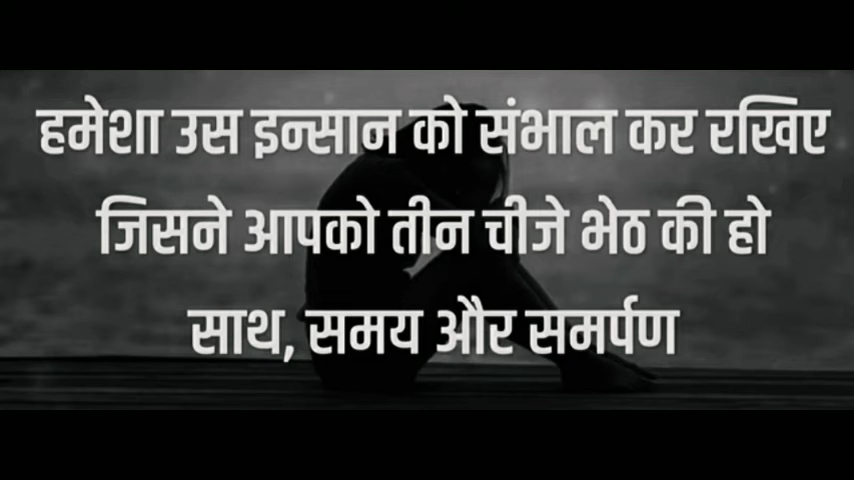 हमेशा उस इन्सान को संभाल कर रखिए
जिसने आपको तीन चीजे भेठ की हो
साथ, समय और समर्पण